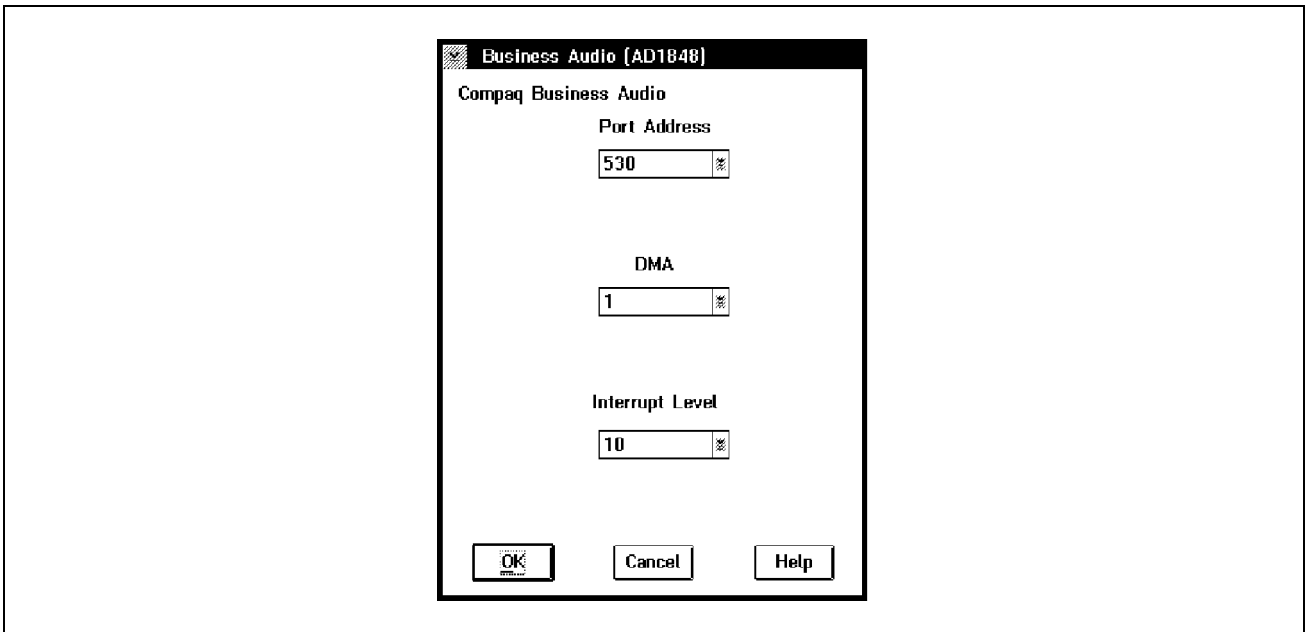 Business Audio (AD1848)
Compaq Business Audio
Port Address
530
DMA
1
Interrupt Level
10
OK Cancel Help